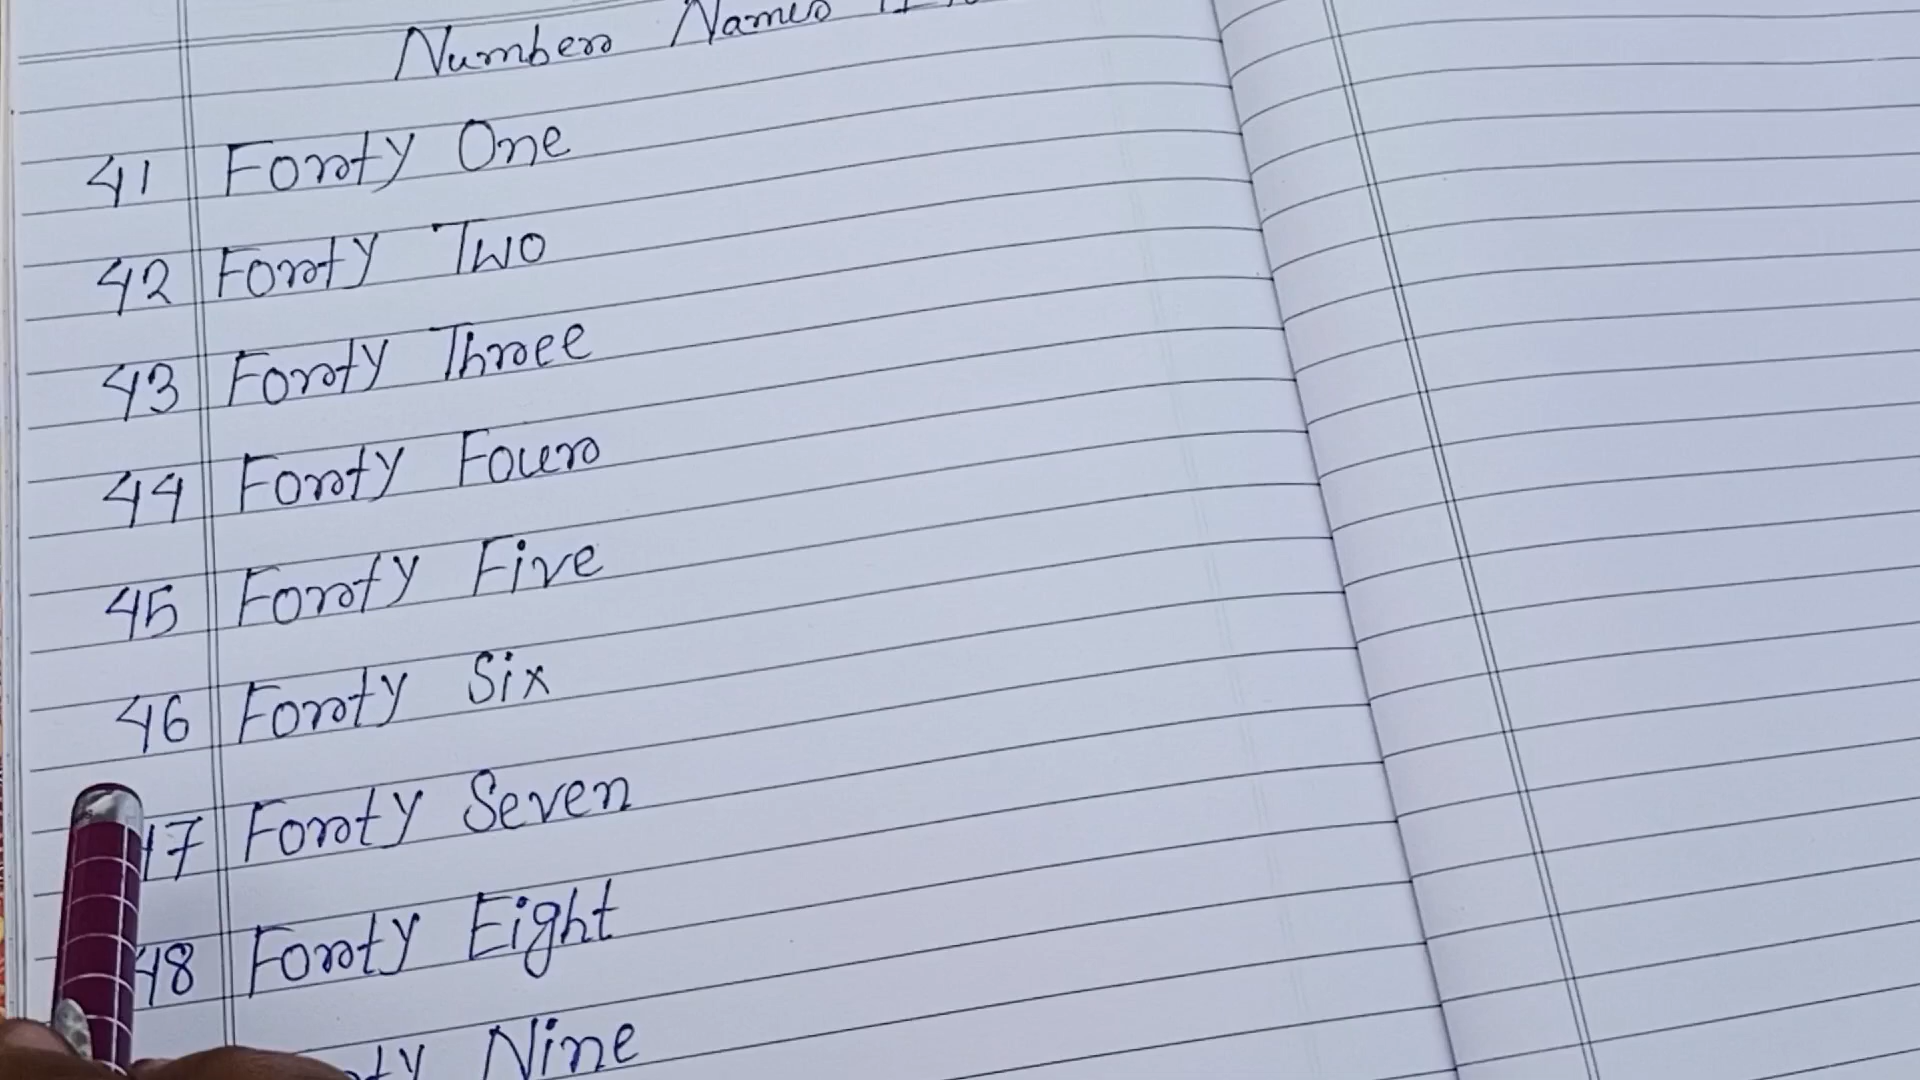 Number Names
41 Forty One
42 Forty Two
43 Forty Three
44 Forty Four
45 Forty Five
46 Forty Six
47 Forty Seven
48 Forty Eight
Nine